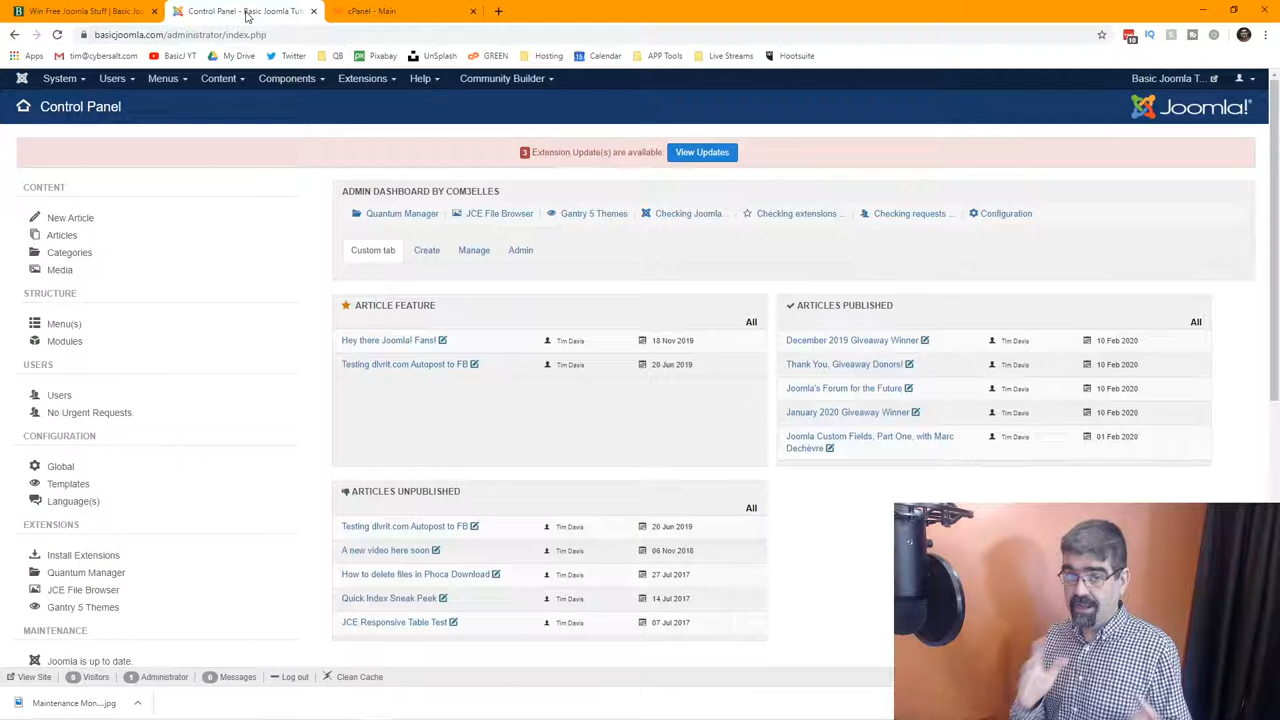 Win Free Joomla Stuff | Basic Joo
Control Panel - Basic Joomla Tuto
cPanel - Main
basicjoomla.com/administrator/index.php
10
Apps
tim@cybersalt.com
BasicJ YT
My Drive
Twitter
QB
Pixabay
UnSplash
GREEN
Hosting
Calendar
APP Tools
Live Streams
Hootsuite
System
Users
Menus
Content
Components
Extensions
Help
Community Builder
Basic Joomla T...
Control Panel
Joomla!
3 Extension Update(s) are available: View Updates
CONTENT
New Article
Articles
Categories
Media
STRUCTURE
Menu(s)
Modules
USERS
Users
No Urgent Requests.
CONFIGURATION
Global
Templates
Language(s)
EXTENSIONS
Install Extensions
Quantum Manager
JCE File Browser
Gantry 5 Themes
MAINTENANCE
Joomla is up to date.
ADMIN DASHBOARD BY COM3ELLES
Quantum Manager
JCE File Browser
Gantry 5 Themes
Checking Joomla...
Checking extensions ...
Checking requests ...
Configuration
Custom tab
Create
Manage
Admin
ARTICLE FEATURE
All
Hey there Joomla! Fans! Tim Davis 18 Nov 2019
Testing dlvrit.com Autopost to FB Tim Davis 20 Jun 2019
ARTICLES PUBLISHED
All
December 2019 Giveaway Winner Tim Davis 10 Feb 2020
Thank You, Giveaway Donors! Tim Davis 10 Feb 2020
Joomla's Forum for the Future Tim Davis 10 Feb 2020
January 2020 Giveaway Winner Tim Davis 10 Feb 2020
Joomla Custom Fields, Part One, with Marc Tim Davis 01 Feb 2020
Dechèvre
ARTICLES UNPUBLISHED
All
Testing dlvrit.com Autopost to FB Tim Davis 20 Jun 2019
A new video here soon Tim Davis 06 Nov 2018
How to delete files in Phoca Download Tim Davis 27 Jul 2017
Quick Index Sneak Peek Tim Davis 14 Jul 2017
JCE Responsive Table Test Tim Davis 07 Jul 2017
View Site
0 Visitors
1 Administrator
0 Messages
Log out
Clean Cache
Maintenance Mon....jpg